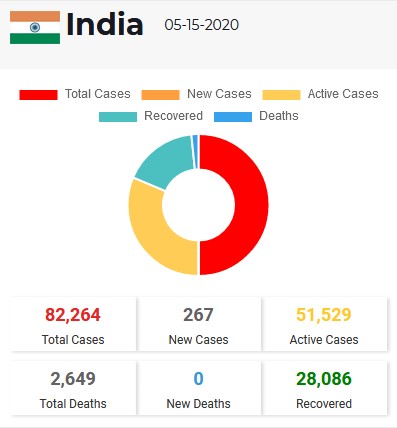 India 05-15-2020
Total Cases New Cases Active Cases
Recovered Deaths
82,264 267 51,529
Total Cases New Cases Active Cases
2,649 0 28,086
Total Deaths New Deaths Recovered